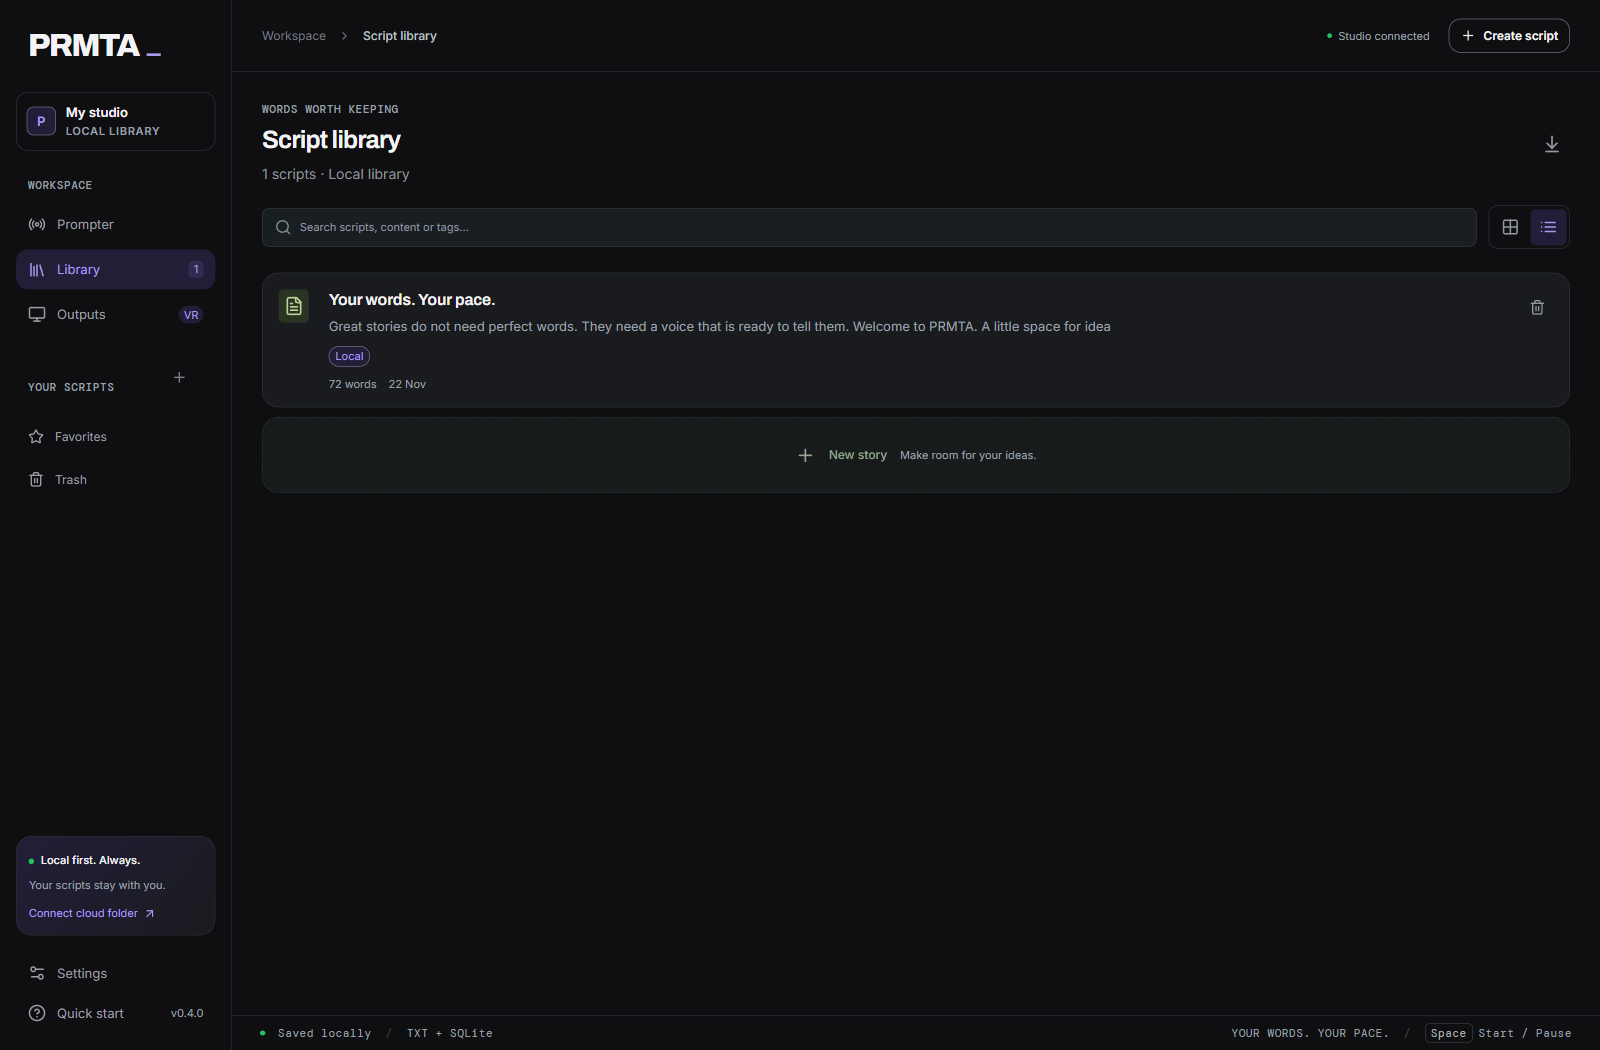 PRMTA _
P
My studio
LOCAL LIBRARY
WORKSPACE
Prompter
Library 1
Outputs VR
YOUR SCRIPTS
Favorites
Trash
Local first. Always.
Your scripts stay with you.
Connect cloud folder
Settings
Quick start v0.4.0
Workspace Script library
Studio connected
Create script
WORDS WORTH KEEPING
Script library
1 scripts · Local library
Search scripts, content or tags...
Your words. Your pace.
Great stories do not need perfect words. They need a voice that is ready to tell them. Welcome to PRMTA. A little space for idea
Local
72 words 22 Nov
New story Make room for your ideas.
Saved locally / TXT + SQLite
YOUR WORDS. YOUR PACE. / Space Start / Pause